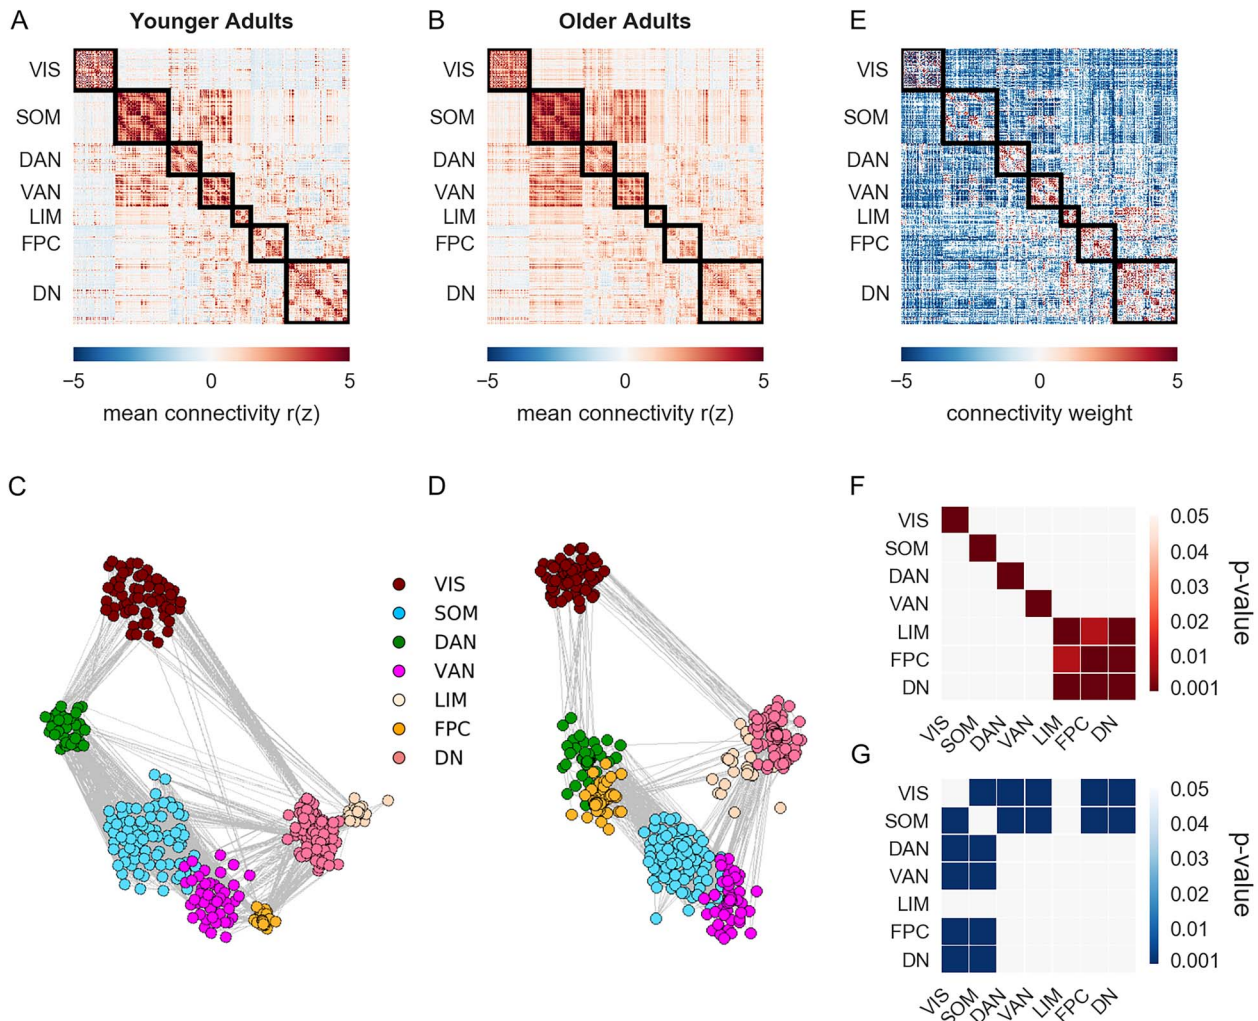 A
Younger Adults
VIS
SOM
DAN
VAN
LIM
FPC
DN
−5
0
5
mean connectivity r(z)
B
Older Adults
VIS
SOM
DAN
VAN
LIM
FPC
DN
−5
0
5
mean connectivity r(z)
E
VIS
SOM
DAN
VAN
LIM
FPC
DN
−5
0
5
connectivity weight
C
D
VIS
SOM
DAN
VAN
LIM
FPC
DN
F
VIS
SOM
DAN
VAN
LIM
FPC
DN
VIS
SOM
DAN
VAN
LIM
FPC
DN
0.05
0.04
0.03
0.02
0.01
0.001
p-value
G
VIS
SOM
DAN
VAN
LIM
FPC
DN
VIS
SOM
DAN
VAN
LIM
FPC
DN
0.05
0.04
0.03
0.02
0.01
0.001
p-value